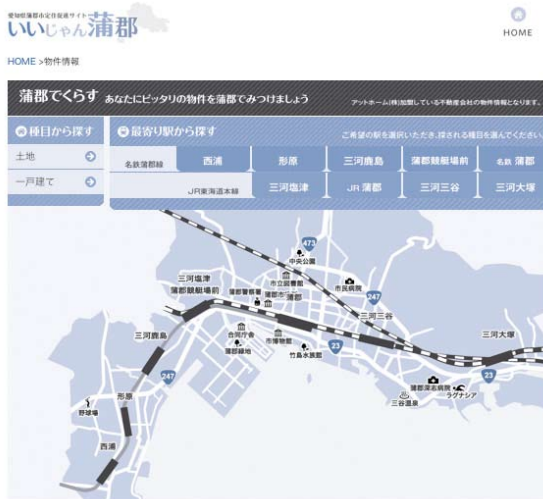 愛知県蒲郡市定住促進サイト
いいじゃん蒲郡
HOME
HOME >物件情報
蒲郡でくらす あなたにピッタリの物件を蒲郡でみつけましょう
アットホーム(株)加盟している不動産会社の物件情報となります。
種目から探す
土地
一戸建て
最寄り駅から探す
ご希望の駅を選択いただき、探される種目を選んでください。
名鉄蒲郡線 西浦 形原 三河鹿島 蒲郡競艇場前 名鉄 蒲郡
JR東海道本線 三河塩津 JR 蒲郡 三河三谷 三河大塚
473
中央公園
三河塩津
蒲郡競艇場前
市立図書館
市民病院
蒲郡警察署
蒲郡市
蒲郡
247
三河三谷
三河鹿島
合同庁舎
市博物館
蒲郡緑地
竹島水族館
23
三河大塚
247
23
形原
野球場
三谷温泉
ラグナシア
西浦